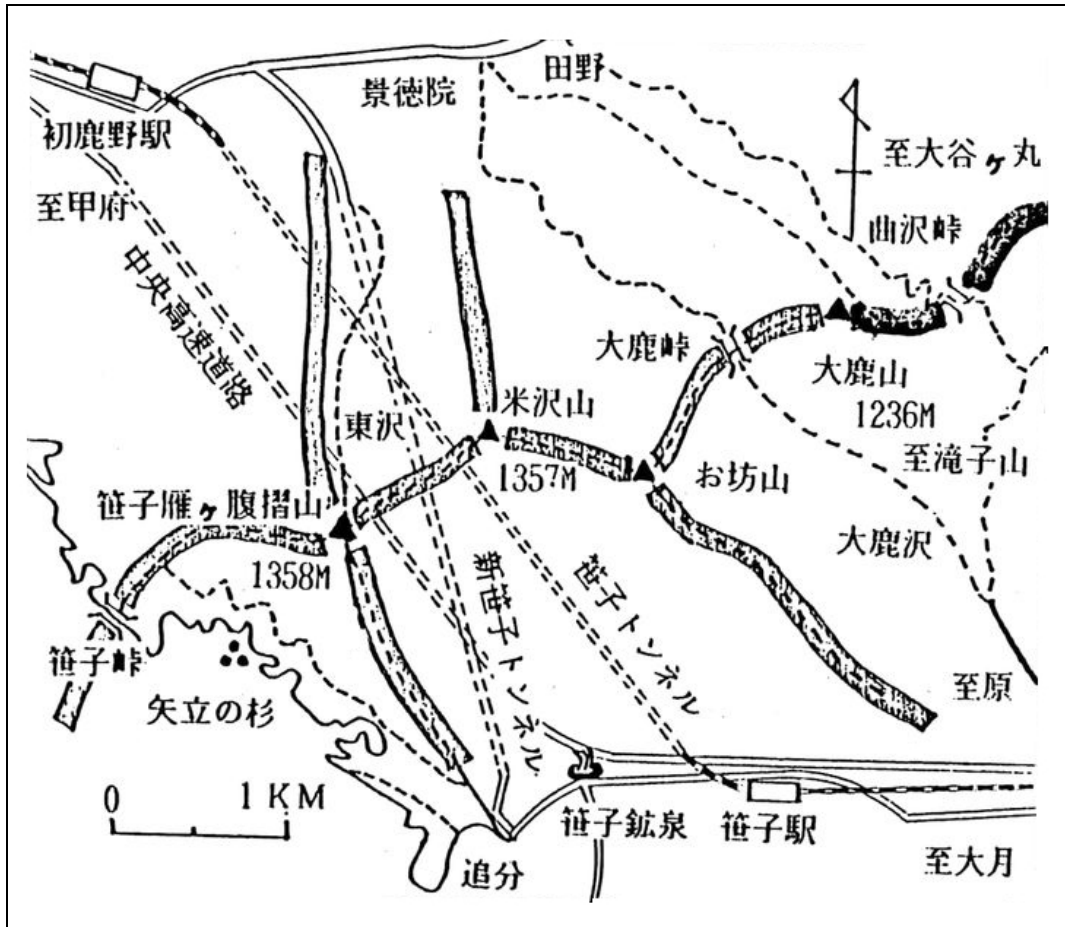 田野
景徳院
初鹿野駅
至大谷ヶ丸
至甲府
曲沢峠
中央高速道路
大鹿峠
大鹿山
1236M
米沢山
1357M
東沢
お坊山
至滝子山
笹子雁ヶ腹摺山
1358M
大鹿沢
新笹子トンネル
笹子トンネル
笹子峠
矢立の杉
至原
0 1KM
笹子鉱泉
笹子駅
追分
至大月